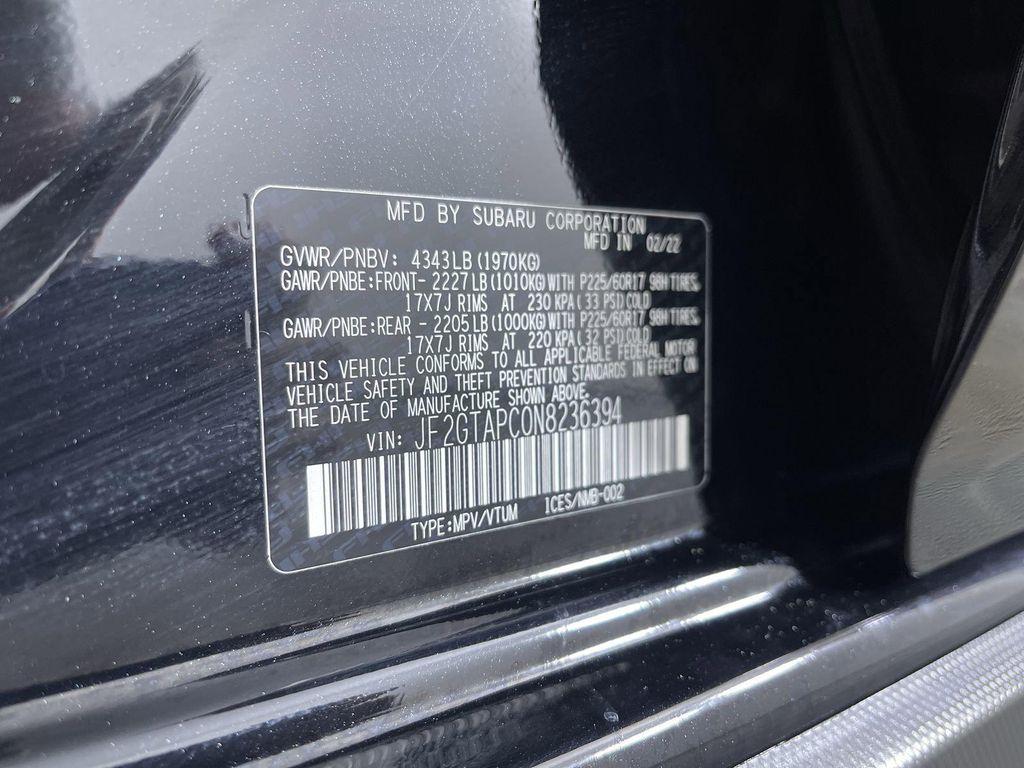 MFD BY SUBARU CORPORATION
MFD IN 02/22
GVWR/PNBV: 4343LB(1970KG)
GAWR/PNBE:FRONT- 2227LB(1010KG)WITH P225/60R17 98H TIRES,
17X7J RIMS AT 230 KPA( 33 PSI)COLD
GAWR/PNBE:REAR - 2205LB(1000KG)WITH P225/60R17 98H TIRES,
17X7J RIMS AT 220 KPA( 32 PSI)COLD
THIS VEHICLE CONFORMS TO ALL APPLICABLE FEDERAL MOTOR
VEHICLE SAFETY AND THEFT PREVENTION STANDARDS IN EFFECT ON
THE DATE OF MANUFACTURE SHOWN ABOVE.
VIN: JF2GTAPC0N8236394
TYPE:MPV/VTUM ICES/NMB-002